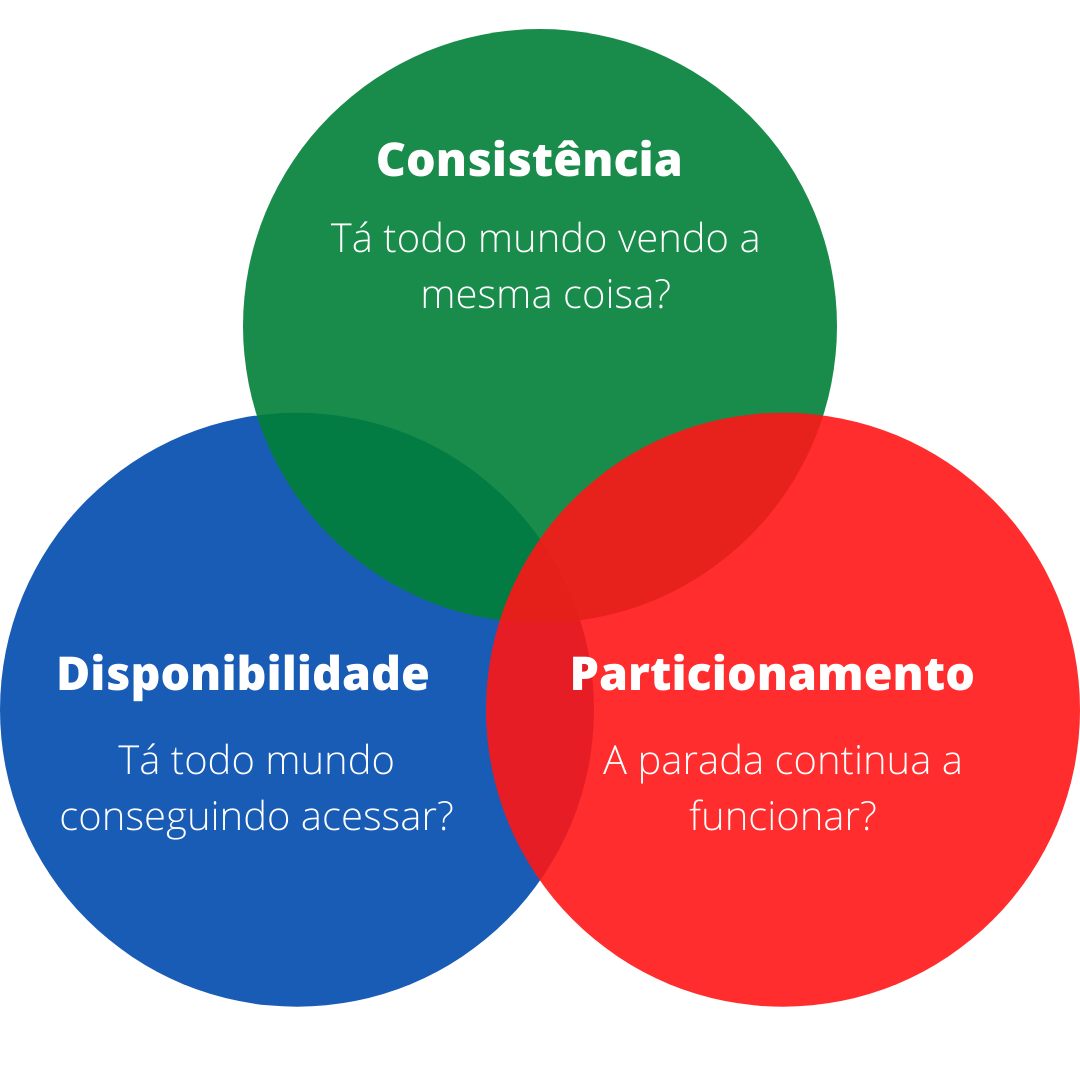 Consistência
Tá todo mundo vendo a
mesma coisa?
Disponibilidade
Tá todo mundo
conseguindo acessar?
Particionamento
A parada continua a
funcionar?